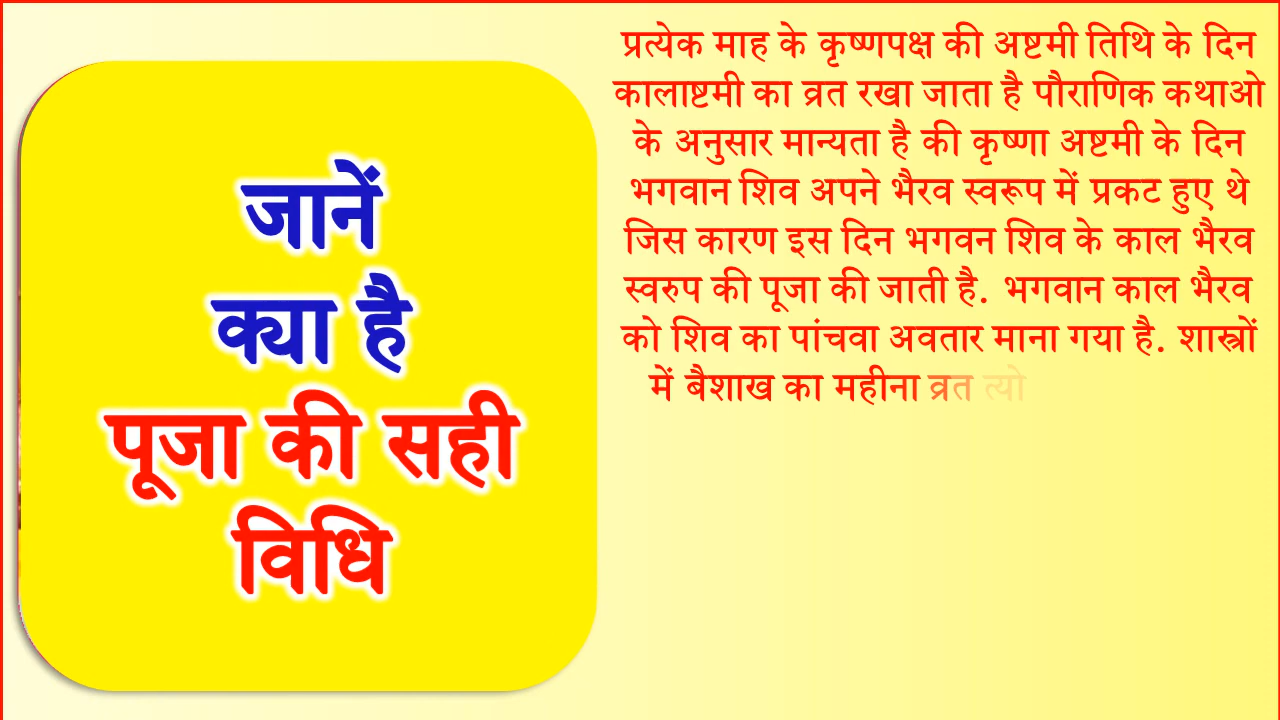 जानें
क्या है
पूजा की सही
विधि
प्रत्येक माह के कृष्णपक्ष की अष्टमी तिथि के दिन
कालाष्टमी का व्रत रखा जाता है पौराणिक कथाओ
के अनुसार मान्यता है की कृष्णा अष्टमी के दिन
भगवान शिव अपने भैरव स्वरूप में प्रकट हुए थे
जिस कारण इस दिन भगवन शिव के काल भैरव
स्वरुप की पूजा की जाती है. भगवान काल भैरव
को शिव का पांचवा अवतार माना गया है. शास्त्रों
में बैशाख का महीना व्रत त्यो